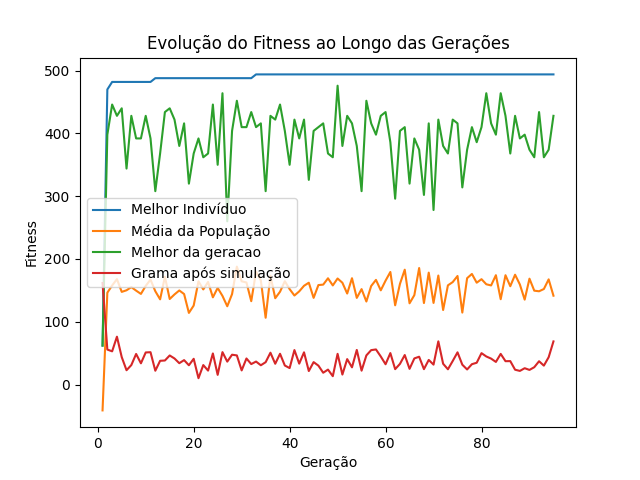 Evolução do Fitness ao Longo das Gerações
500
400
300
200
100
0
Fitness
Melhor Indivíduo
Média da População
Melhor da geracao
Grama após simulação
0
20
40
60
80
Geração